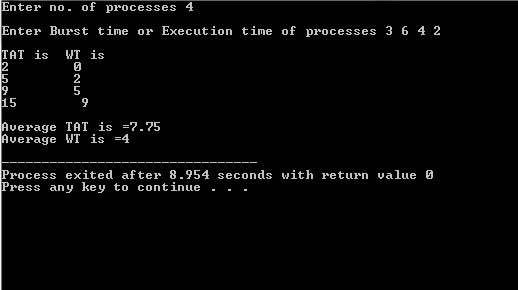 Enter no. of processes 4
Enter Burst time or Execution time of processes 3 6 4 2
TAT is  WT is
2        0
5        2
9        5
15        9
Average TAT is =7.75
Average WT is =4
--------------------------------
Process exited after 8.954 seconds with return value 0
Press any key to continue . . .